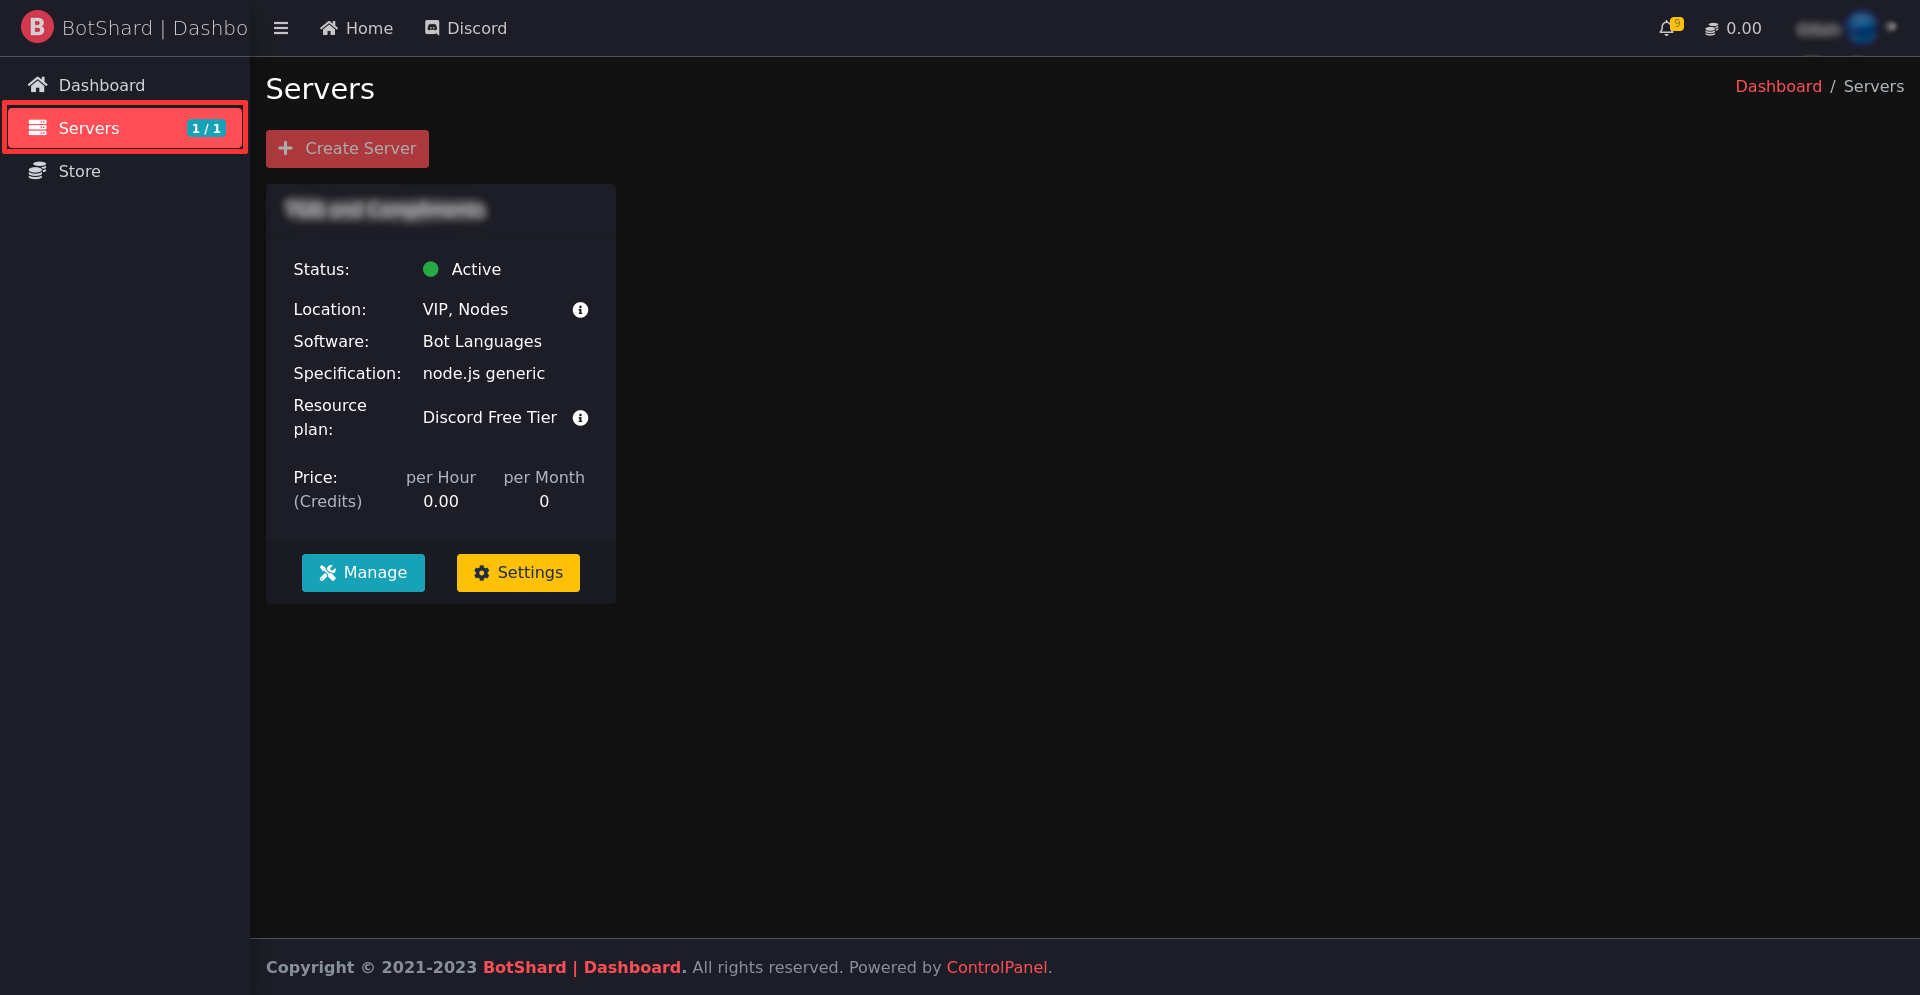 B BotShard | Dashbo
Home
Discord
9
0.00
Dashboard
Servers 1 / 1
Store
Servers
Dashboard / Servers
Create Server
Status: Active
Location: VIP, Nodes
Software: Bot Languages
Specification: node.js generic
Resource
plan:
Discord Free Tier
Price: per Hour per Month
(Credits) 0.00 0
Manage
Settings
Copyright © 2021-2023 BotShard | Dashboard. All rights reserved. Powered by ControlPanel.